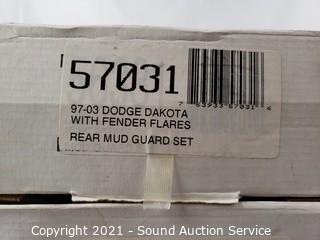 57031
97-03 DODGE DAKOTA
WITH FENDER FLARES
REAR MUD GUARD SET
Copyright 2021 - Sound Auction Service